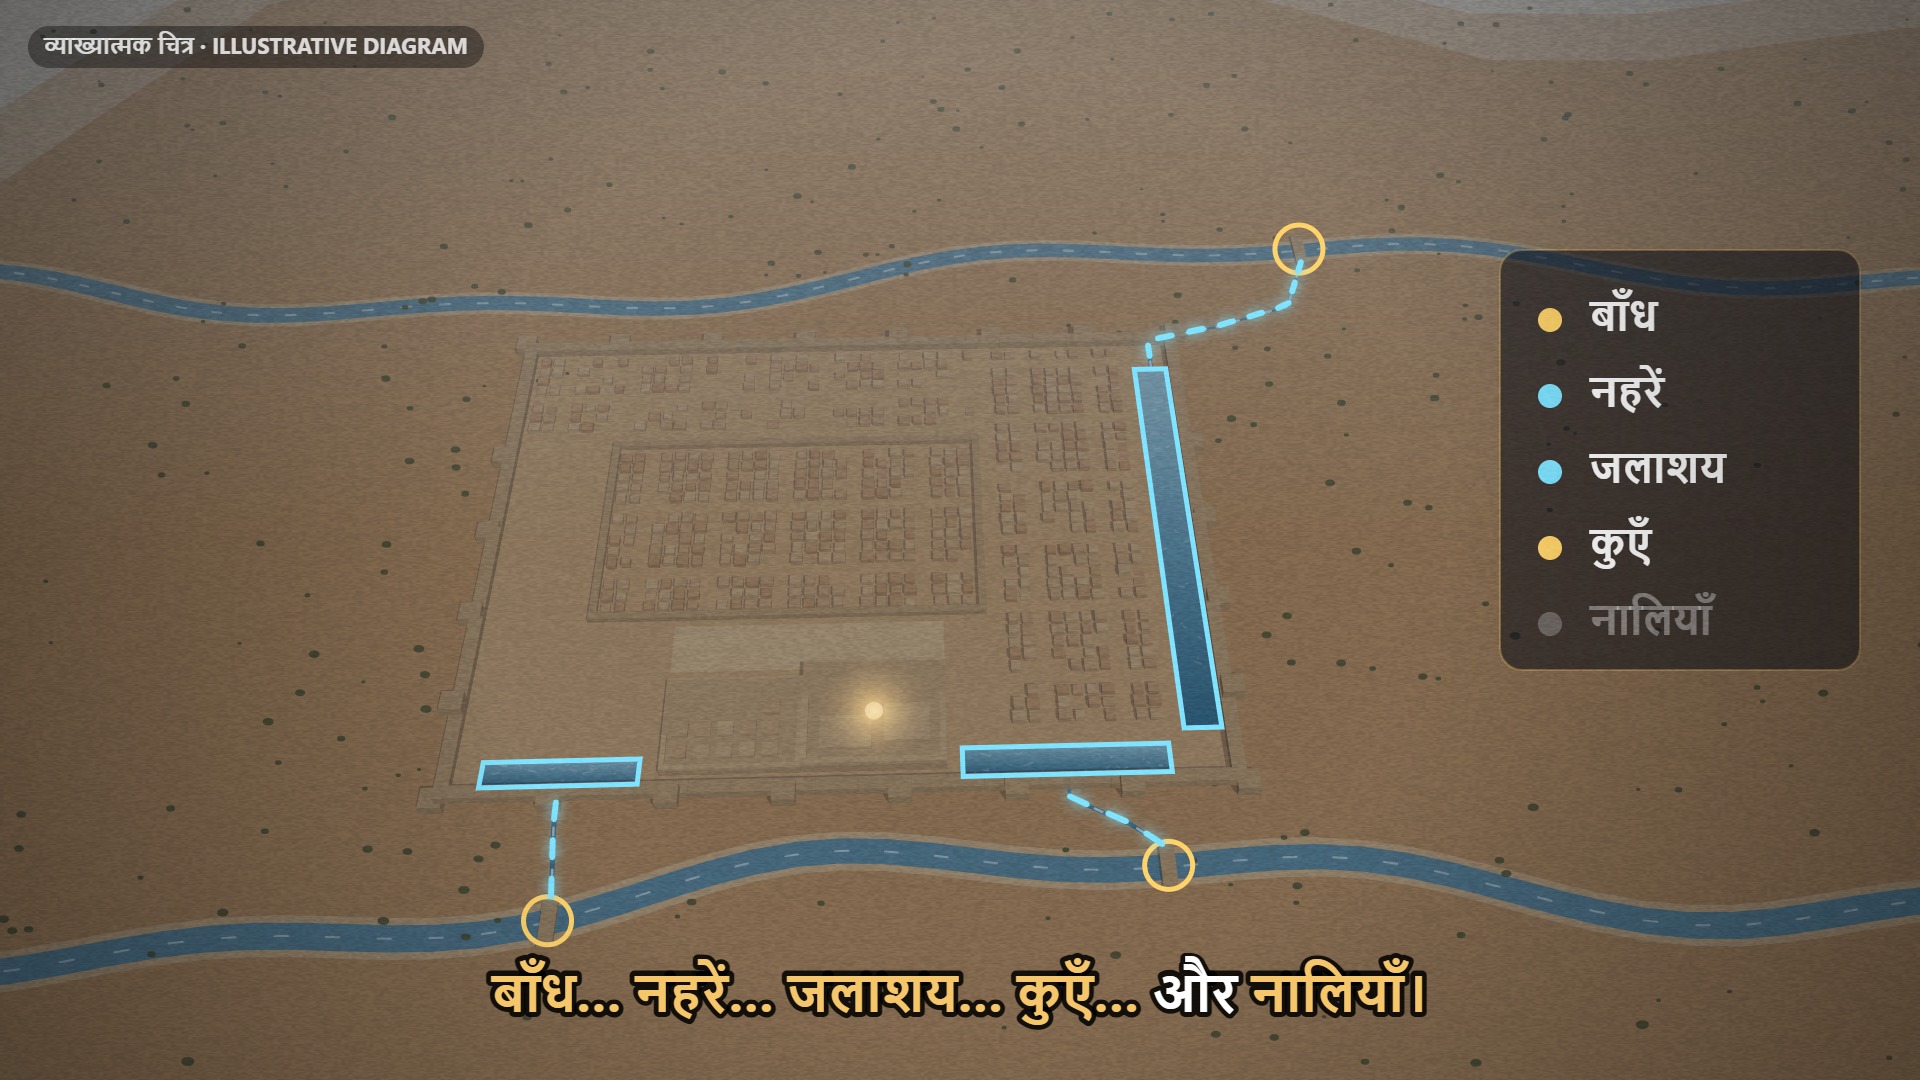 व्याख्यात्मक चित्र · ILLUSTRATIVE DIAGRAM
बाँध
नहरें
जलाशय
कुएँ
नालियाँ
बाँध... नहरें... जलाशय... कुएँ... और नालियाँ।